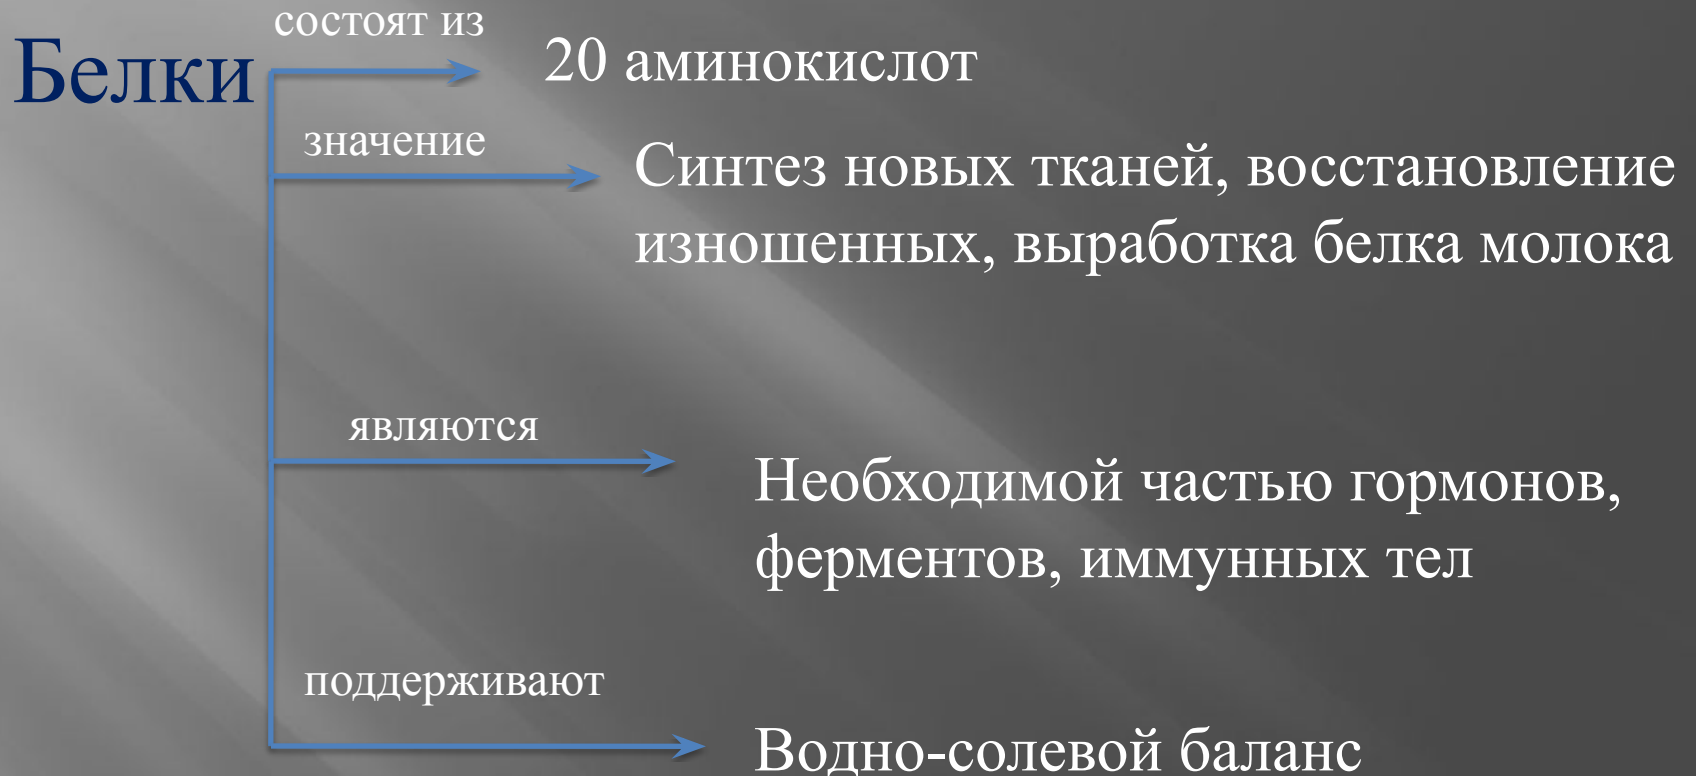 состоят из
Белки
20 аминокислот
значение
Синтез новых тканей, восстановление
изношенных, выработка белка молока
являются
Необходимой частью гормонов,
ферментов, иммунных тел
поддерживают
Водно-солевой баланс